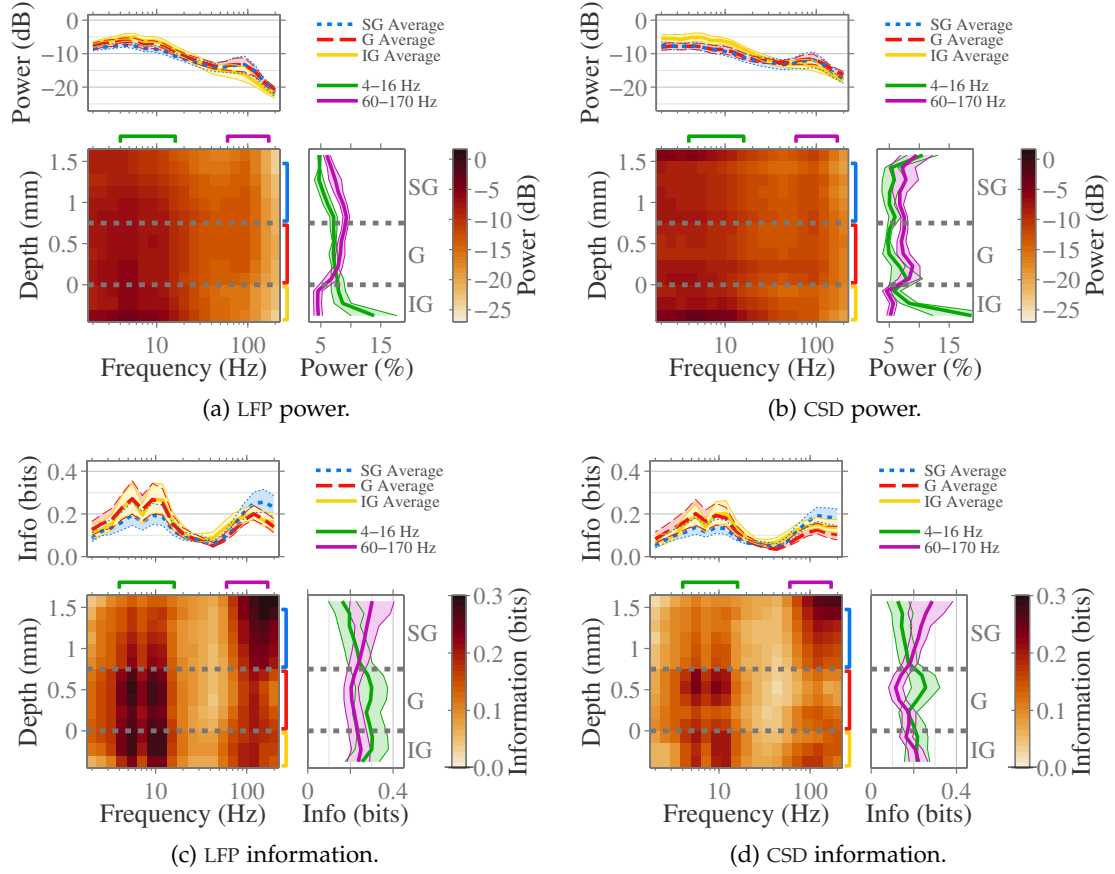 Power (dB)
0
−10
−20
SG Average
G Average
IG Average
4–16 Hz
60–170 Hz
Depth (mm)
1.5
1
0.5
0
10
100
Frequency (Hz)
SG
G
IG
5
15
Power (%)
0
−5
−10
−15
−20
−25
Power (dB)
(a) LFP power.
Power (dB)
0
−10
−20
SG Average
G Average
IG Average
4–16 Hz
60–170 Hz
Depth (mm)
1.5
1
0.5
0
10
100
Frequency (Hz)
SG
G
IG
5
15
Power (%)
0
−5
−10
−15
−20
−25
Power (dB)
(b) CSD power.
Info (bits)
0.4
0.2
0.0
SG Average
G Average
IG Average
4–16 Hz
60–170 Hz
Depth (mm)
1.5
1
0.5
0
10
100
Frequency (Hz)
SG
G
IG
0
0.4
Info (bits)
0.3
0.2
0.1
0.0
Information (bits)
(c) LFP information.
Info (bits)
0.4
0.2
0.0
SG Average
G Average
IG Average
4–16 Hz
60–170 Hz
Depth (mm)
1.5
1
0.5
0
10
100
Frequency (Hz)
SG
G
IG
0
0.4
Info (bits)
0.3
0.2
0.1
0.0
Information (bits)
(d) CSD information.